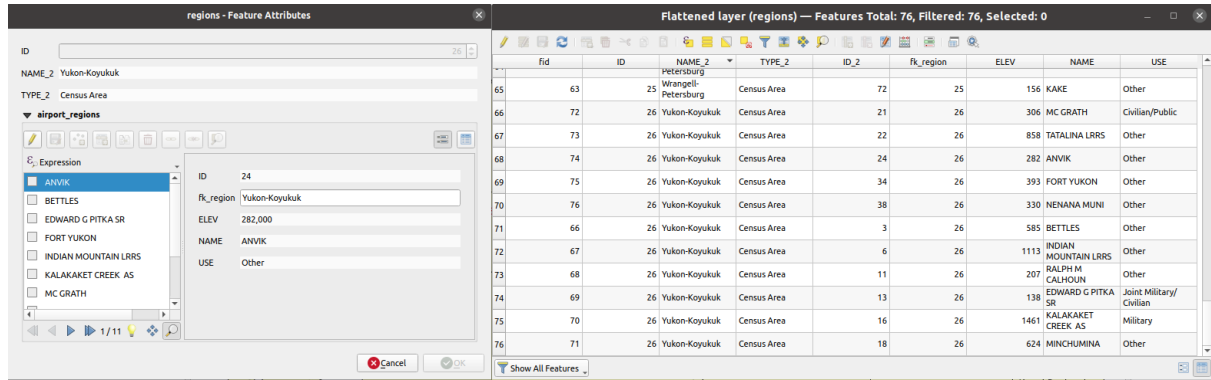 regions - Feature Attributes
ID 26
NAME_2 Yukon-Koyukuk
TYPE_2 Census Area
airport_regions
Expression
ANVIK
BETTLES
EDWARD G PITKA SR
FORT YUKON
INDIAN MOUNTAIN LRRS
KALAKAKET CREEK AS
MC GRATH
1 / 11
ID 24
fk_region Yukon-Koyukuk
ELEV 282,000
NAME ANVIK
USE Other
Cancel OK
Flattened layer (regions) — Features Total: 76, Filtered: 76, Selected: 0
fid ID NAME_2 TYPE_2 ID_2 fk_region ELEV NAME USE
Petersburg
65 63 25 Wrangell-Petersburg Census Area 72 25 156 KAKE Other
66 72 26 Yukon-Koyukuk Census Area 21 26 306 MC GRATH Civilian/Public
67 73 26 Yukon-Koyukuk Census Area 22 26 858 TATALINA LRRS Other
68 74 26 Yukon-Koyukuk Census Area 24 26 282 ANVIK Other
69 75 26 Yukon-Koyukuk Census Area 34 26 393 FORT YUKON Other
70 76 26 Yukon-Koyukuk Census Area 38 26 330 NENANA MUNI Other
71 66 26 Yukon-Koyukuk Census Area 3 26 585 BETTLES Other
72 67 26 Yukon-Koyukuk Census Area 6 26 1113 INDIAN MOUNTAIN LRRS Other
73 68 26 Yukon-Koyukuk Census Area 11 26 207 RALPH M CALHOUN Other
74 69 26 Yukon-Koyukuk Census Area 13 26 138 EDWARD G PITKA SR Joint Military/Civilian
75 70 26 Yukon-Koyukuk Census Area 16 26 1461 KALAKAKET CREEK AS Military
76 71 26 Yukon-Koyukuk Census Area 18 26 624 MINCHUMINA Other
Show All Features